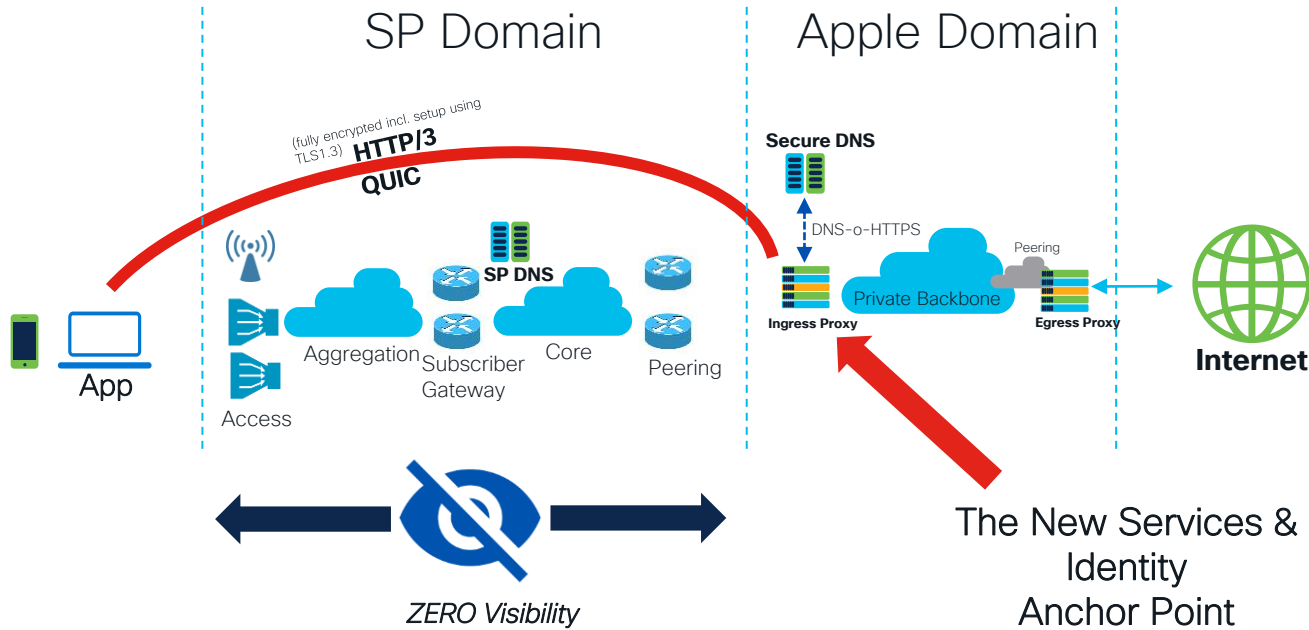 SP Domain
Apple Domain
(fully encrypted incl. setup using
TLS1.3)
HTTP/3
QUIC
Secure DNS
DNS-o-HTTPS
SP DNS
Peering
Private Backbone
Ingress Proxy
Egress Proxy
App
Access
Aggregation
Subscriber
Gateway
Core
Peering
Internet
ZERO Visibility
The New Services &
Identity
Anchor Point